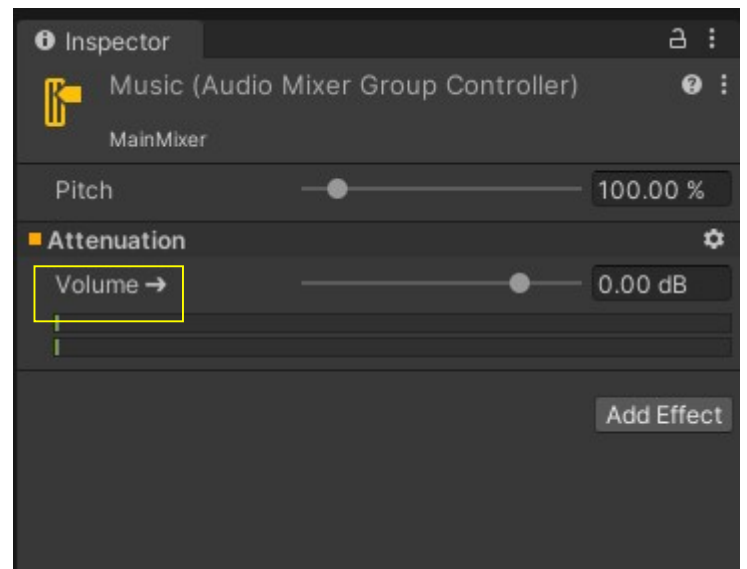 Inspector
Music (Audio Mixer Group Controller)
MainMixer
Pitch 100.00 %
Attenuation
Volume ➔ 0.00 dB
Add Effect